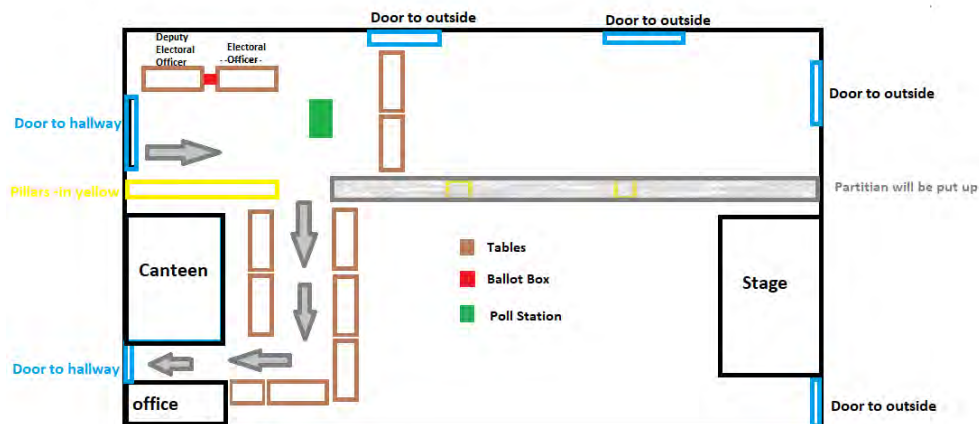 Door to outside
Door to outside
Deputy
Electoral
Officer
Electoral
--Officer-
Door to outside
Door to hallway
Pillers -in yellow
Partitian will be put up
Canteen
Tables
Ballot Box
Poll Station
Stage
Door to hallway
office
Door to outside